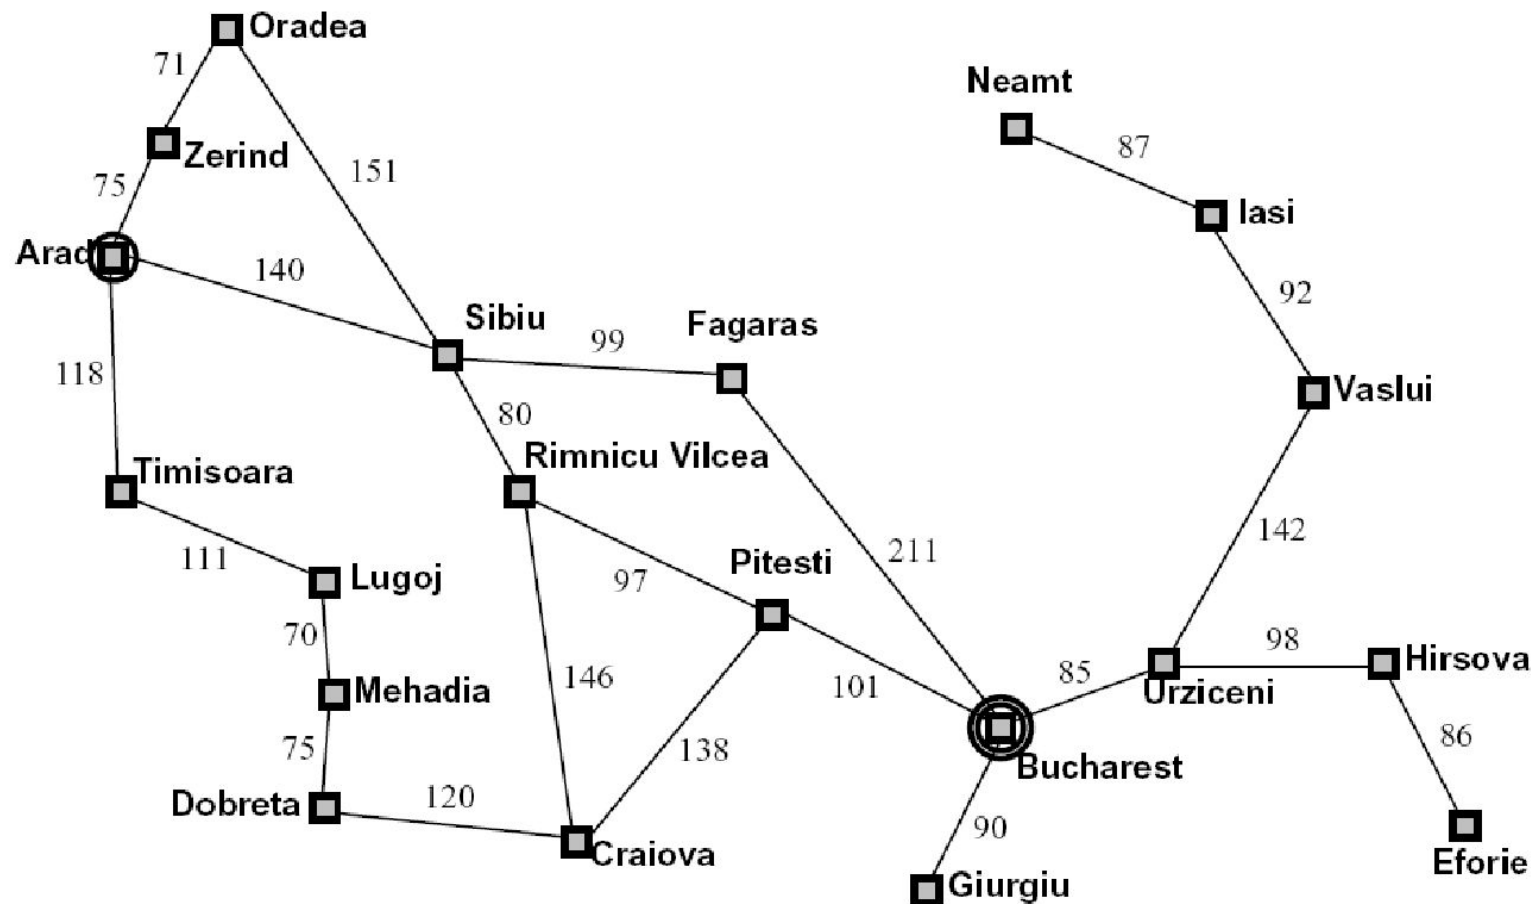 Oradea
71
Neamt
Zerind
87
151
75
Iasi
Arad
140
92
Sibiu
Fagaras
99
118
Vaslui
80
Timisoara
Rimnicu Vilcea
142
211
111
Pitesti
Lugoj
97
70
98
Hirsova
85
146
Mehadia
101
Urziceni
75
138
86
Bucharest
Dobreta
120
90
Craiova
Eforie
Giurgiu